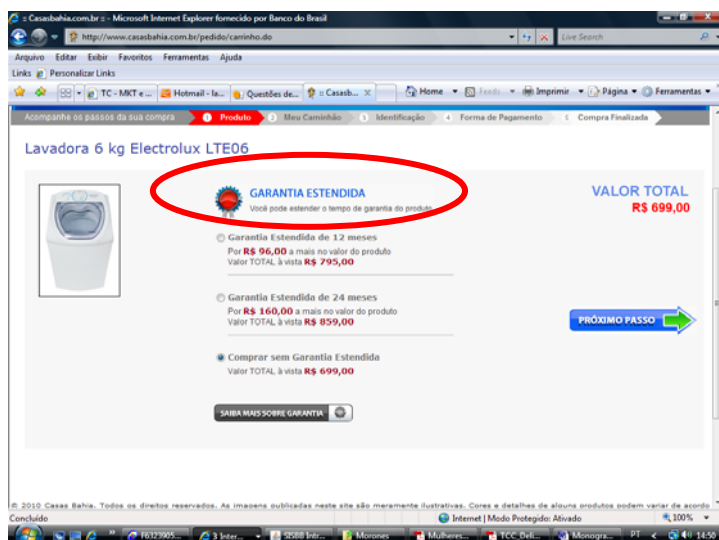 :: Casasbahia.com.br :: - Microsoft Internet Explorer fornecido por Banco do Brasil
http://www.casasbahia.com.br/pedido/carrinho.do
Live Search
Arquivo Editar Exibir Favoritos Ferramentas Ajuda
Links Personalizar Links
TC - MKT e ... Hotmail - la... Questões de... :: Casasb... X Home Feeds Imprimir Página Ferramentas
Acompanhe os passos da sua compra 1 Produto 2 Meu Caminhão 3 Identificação 4 Forma de Pagamento 5 Compra Finalizada
Lavadora 6 kg Electrolux LTE06
GARANTIA ESTENDIDA
Você pode estender o tempo de garantia do produto
VALOR TOTAL
R$ 699,00
Garantia Estendida de 12 meses
Por R$ 96,00 a mais no valor do produto
Valor TOTAL à vista R$ 795,00
Garantia Estendida de 24 meses
Por R$ 160,00 a mais no valor do produto
Valor TOTAL à vista R$ 859,00
PRÓXIMO PASSO
Comprar sem Garantia Estendida
Valor TOTAL à vista R$ 699,00
SAIBA MAIS SOBRE GARANTIA
© 2010 Casas Bahia. Todos os direitos reservados. As imagens publicadas neste site são meramente ilustrativas. Cores e detalhes de alguns produtos podem variar de acordo
Concluído Internet | Modo Protegido: Ativado 100%
F6323905... 3 Inter... SISBB Intr... Morones Mulheres... TCC_Deli... Monogra... PT 14:50